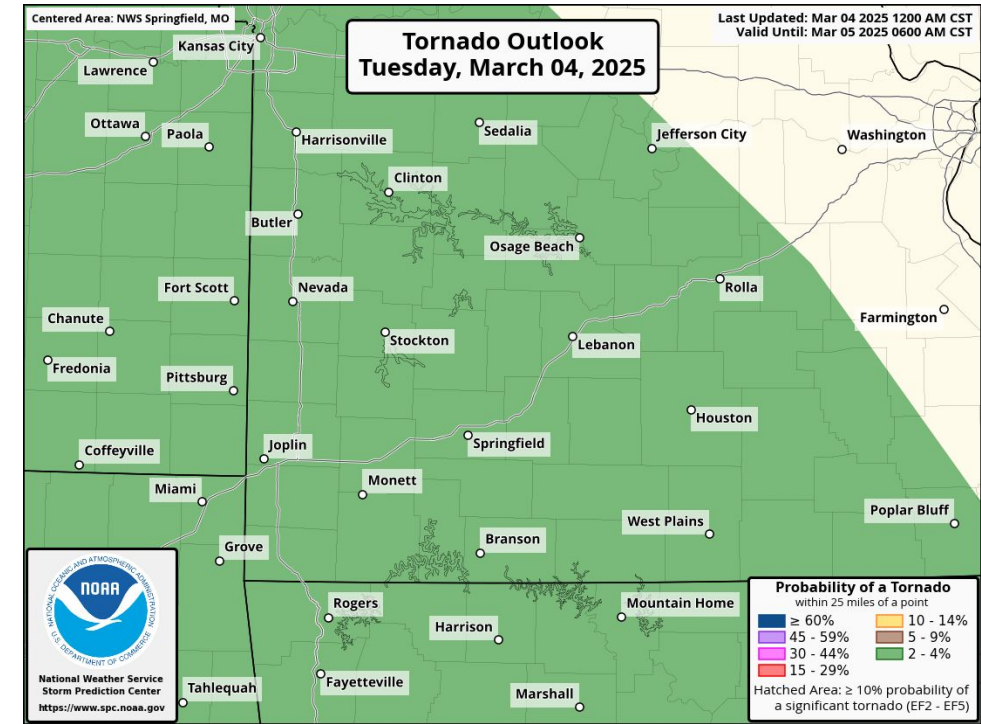 Centered Area: NWS Springfield, MO
Tornado Outlook
Tuesday, March 04, 2025
Last Updated: Mar 04 2025 1200 AM CST
Valid Until: Mar 05 2025 0600 AM CST
Kansas City
Lawrence
Ottawa
Paola
Harrisonville
Sedalia
Jefferson City
Washington
Clinton
Butler
Osage Beach
Fort Scott
Nevada
Rolla
Chanute
Farmington
Stockton
Lebanon
Fredonia
Pittsburg
Houston
Coffeyville
Joplin
Springfield
Miami
Monett
Poplar Bluff
West Plains
Branson
Grove
Rogers
Mountain Home
Harrison
Fayetteville
Tahlequah
Marshall
NATIONAL OCEANIC AND ATMOSPHERIC ADMINISTRATION
NOAA
U.S. DEPARTMENT OF COMMERCE
National Weather Service
Storm Prediction Center
https://www.spc.noaa.gov
Probability of a Tornado
within 25 miles of a point
≥ 60%
10 - 14%
45 - 59%
5 - 9%
30 - 44%
2 - 4%
15 - 29%
Hatched Area: ≥ 10% probability of
a significant tornado (EF2 - EF5)